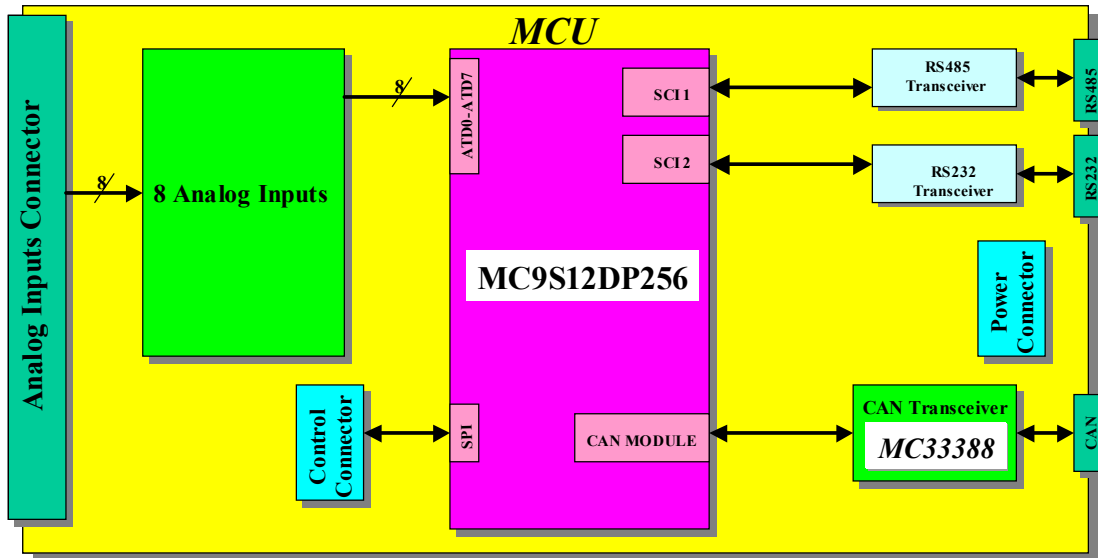 MCU
Analog Inputs Connector
8
8 Analog Inputs
8
ATD0-ATD7
SCI 1
SCI 2
MC9S12DP256
SPI
CAN MODULE
Control
Connector
RS485
Transceiver
RS485
RS232
Transceiver
RS232
Power
Connector
CAN Transceiver
MC33388
CAN